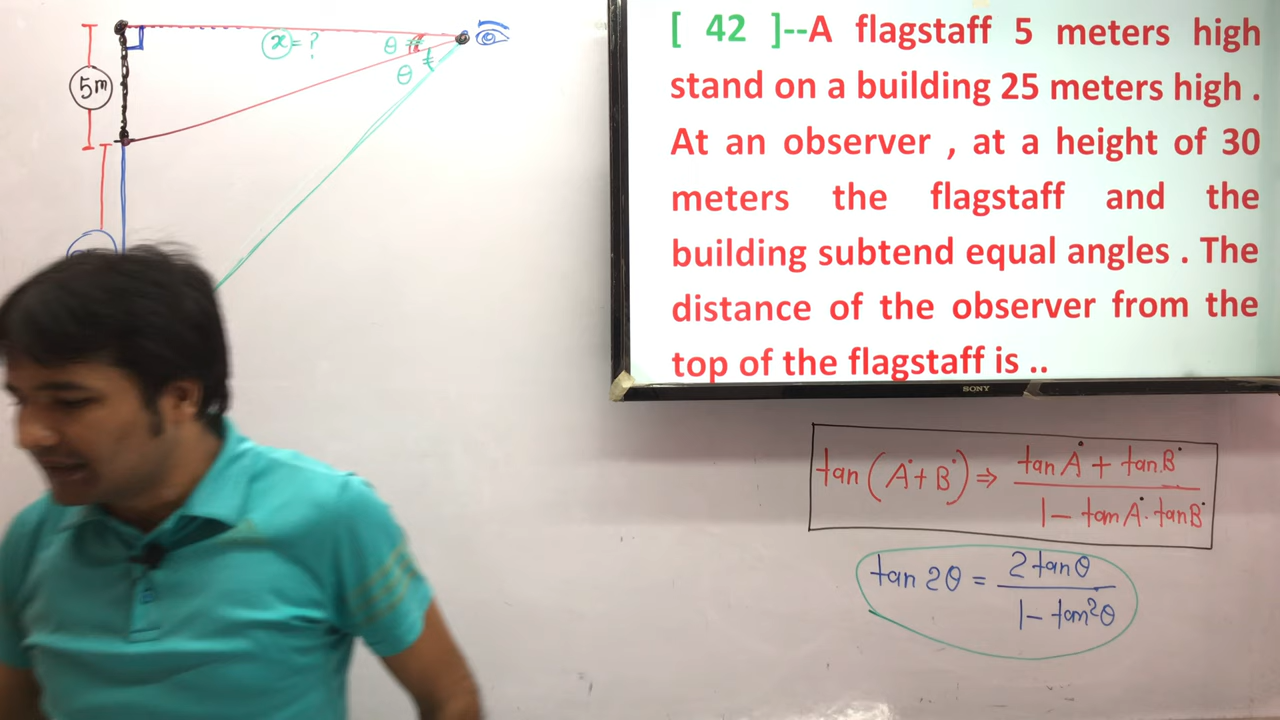 5m
x = ?
θ
θ
[ 42 ]--A flagstaff 5 meters high
stand on a building 25 meters high .
At an observer , at a height of 30
meters the flagstaff and the
building subtend equal angles . The
distance of the observer from the
top of the flagstaff is ..
SONY
tan (A + B) ⇒ tan A + tan B / 1 - tan A . tan B
tan 2θ = 2 tan θ / 1 - tan²θ